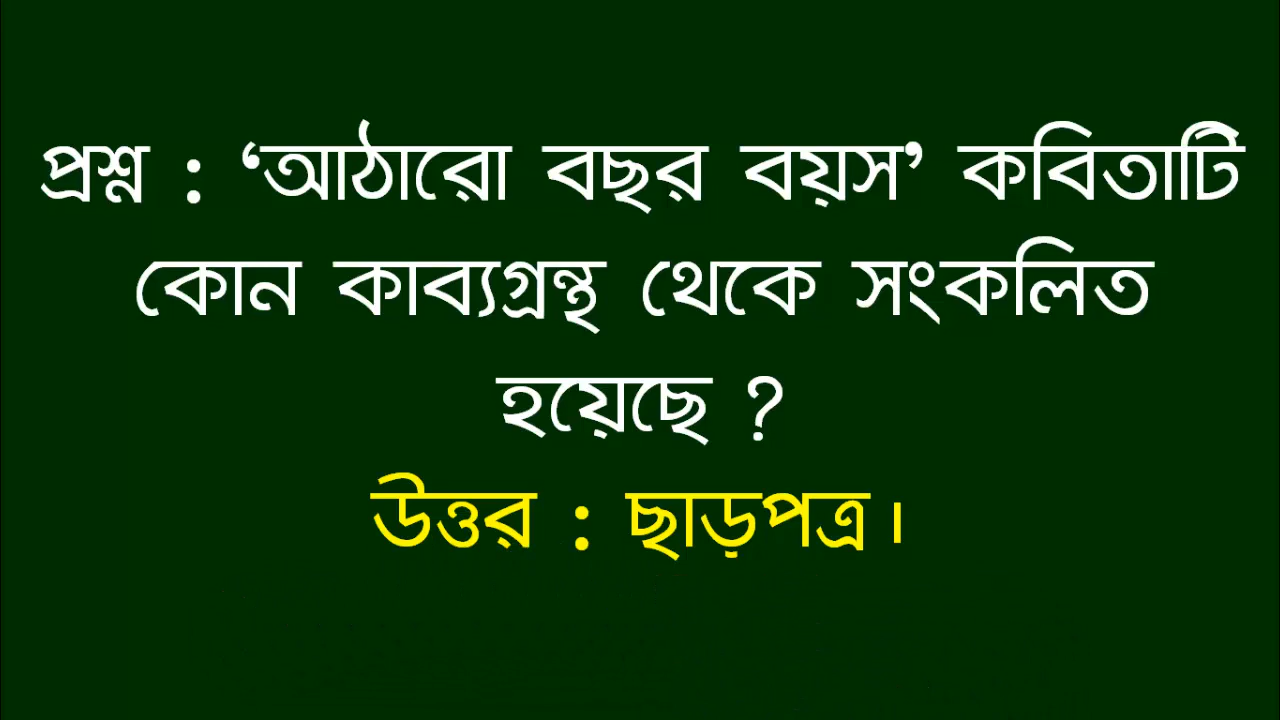 প্রশ্ন : ‘আঠারো বছর বয়স’ কবিতাটি
কোন কাব্যগ্রন্থ থেকে সংকলিত
হয়েছে ?
উত্তর : ছাড়পত্র।